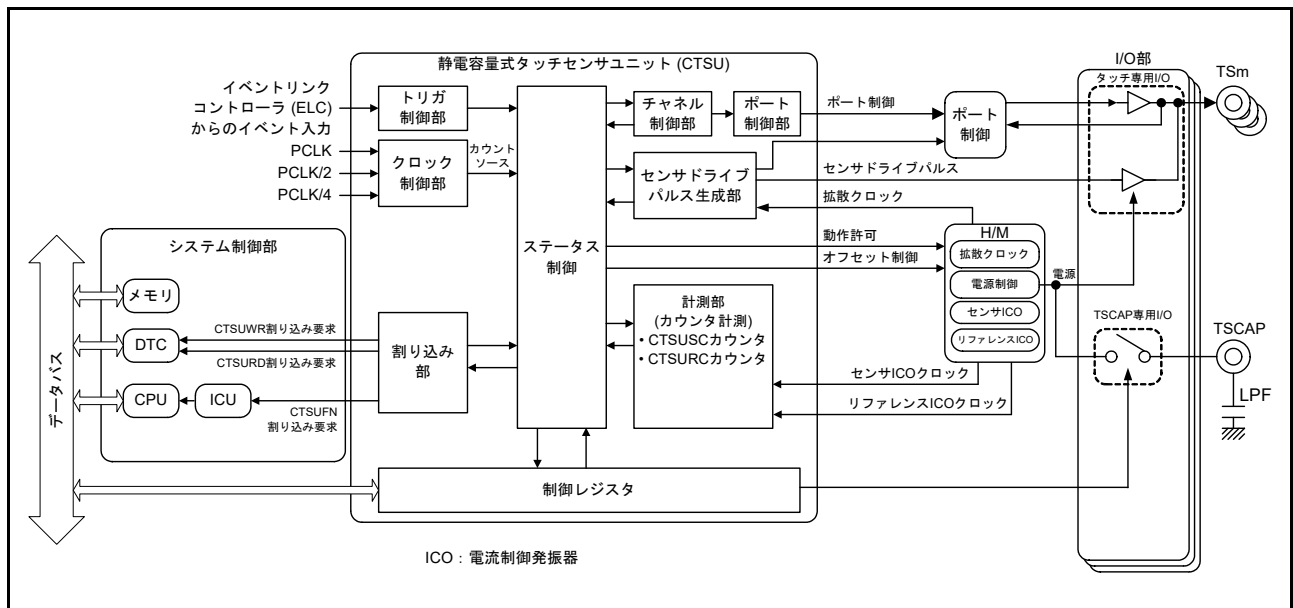 静電容量式タッチセンサユニット (CTSU)
イベントリンク
コントローラ (ELC)
からのイベント入力
PCLK
PCLK/2
PCLK/4
トリガ
制御部
クロック
制御部
カウント
ソース
ステータス
制御
チャネル
制御部
ポート
制御部
センサドライブ
パルス生成部
計測部
(カウンタ計測)
・CTSUSCカウンタ
・CTSURCカウンタ
割り込み
部
制御レジスタ
システム制御部
メモリ
DTC
CPU
ICU
データバス
CTSUWR割り込み要求
CTSURD割り込み要求
CTSUFN
割り込み要求
ポート制御
センサドライブパルス
拡散クロック
動作許可
オフセット制御
センサICOクロック
リファレンスICOクロック
ポート
制御
H/M
拡散クロック
電源制御
センサICO
リファレンスICO
電源
I/O部
タッチ専用I/O
TSCAP専用I/O
TSm
TSCAP
LPF
ICO：電流制御発振器